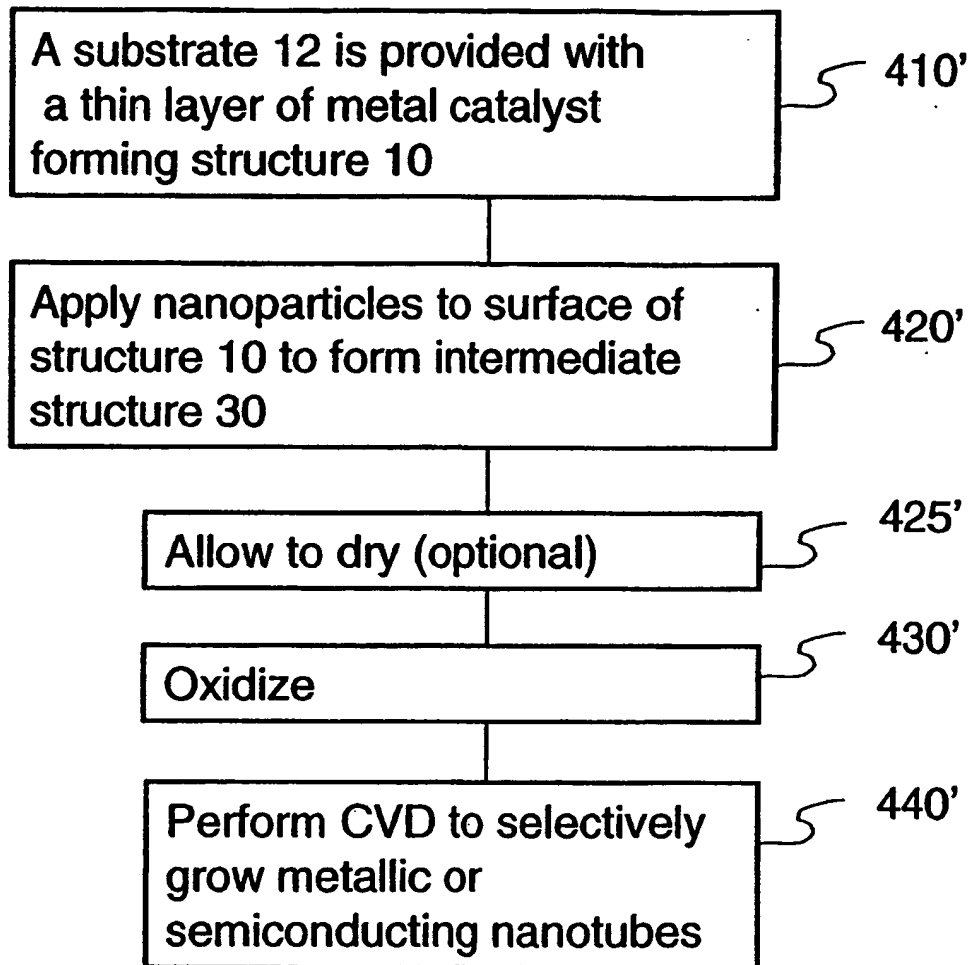 A substrate 12 is provided with
a thin layer of metal catalyst
forming structure 10
410'
Apply nanoparticles to surface of
structure 10 to form intermediate
structure 30
420'
Allow to dry (optional)
425'
Oxidize
430'
Perform CVD to selectively
grow metallic or
semiconducting nanotubes
440'